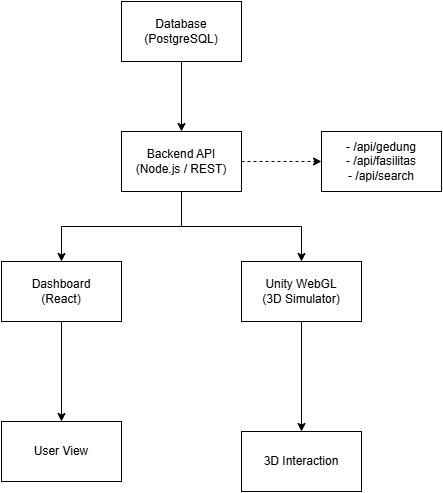 Database
(PostgreSQL)
Backend API
(Node.js / REST)
- /api/gedung
- /api/fasilitas
- /api/search
Dashboard
(React)
Unity WebGL
(3D Simulator)
User View
3D Interaction